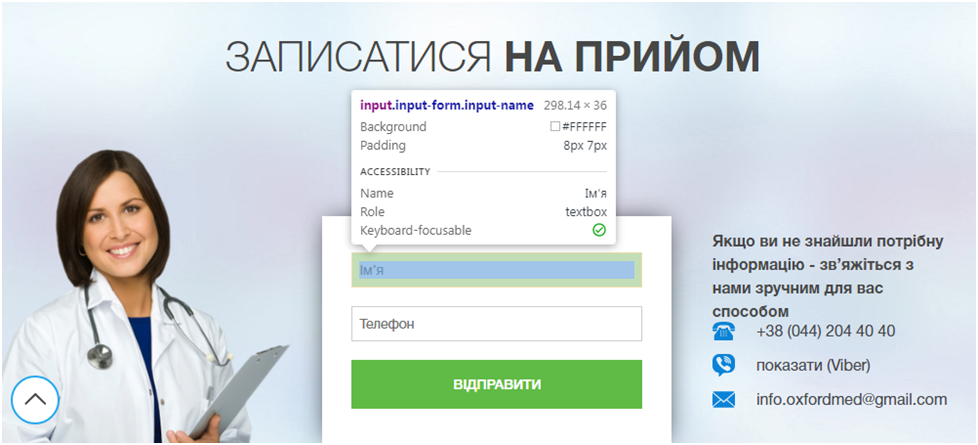 ЗАПИСАТИСЯ НА ПРИЙОМ
input.input-form.input-name 298.14 × 36
Background #FFFFFF
Padding 8px 7px
ACCESSIBILITY
Name Ім'я
Role textbox
Keyboard-focusable
Ім'я
Телефон
ВІДПРАВИТИ
Якщо ви не знайшли потрібну
інформацію - зв’яжіться з
нами зручним для вас
способом
+38 (044) 204 40 40
показати (Viber)
info.oxfordmed@gmail.com